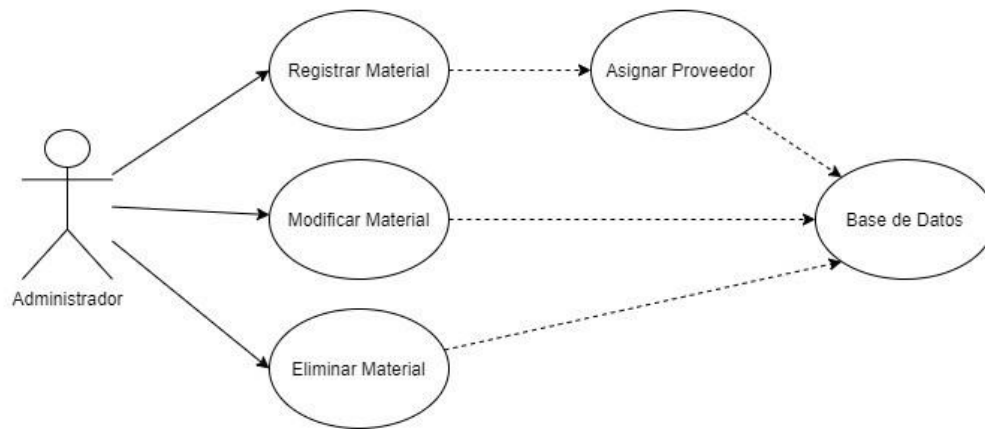 Registrar Material
Asignar Proveedor
Modificar Material
Base de Datos
Administrador
Eliminar Material